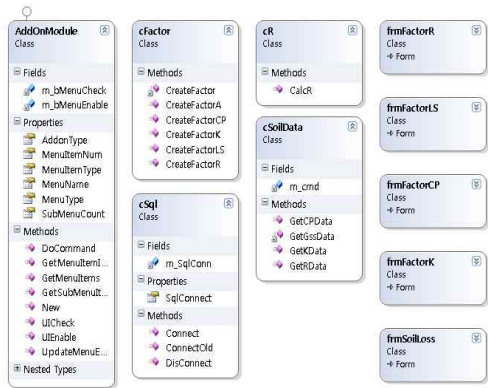 AddOnModule
Class
Fields
m_bMenuCheck
m_bMenuEnable
Properties
AddonType
MenuItemNum
MenuItemType
MenuName
MenuType
SubMenuCount
Methods
DoCommand
GetMenuItemI...
GetMenuItems
GetSubMenuIt...
New
UICheck
UIEnable
UpdateMenuE...
Nested Types
cFactor
Class
Methods
CreateFactor
CreateFactorA
CreateFactorCP
CreateFactorK
CreateFactorLS
CreateFactorR
cSql
Class
Fields
m_SqlConn
Properties
SqlConnect
Methods
Connect
ConnectOld
DisConnect
cR
Class
Methods
CalcR
cSoilData
Class
Fields
m_cmd
Methods
GetCPData
GetGssData
GetKData
GetRData
frmFactorR
Class
Form
frmFactorLS
Class
Form
frmFactorCP
Class
Form
frmFactorK
Class
Form
frmSoilLoss
Class
Form